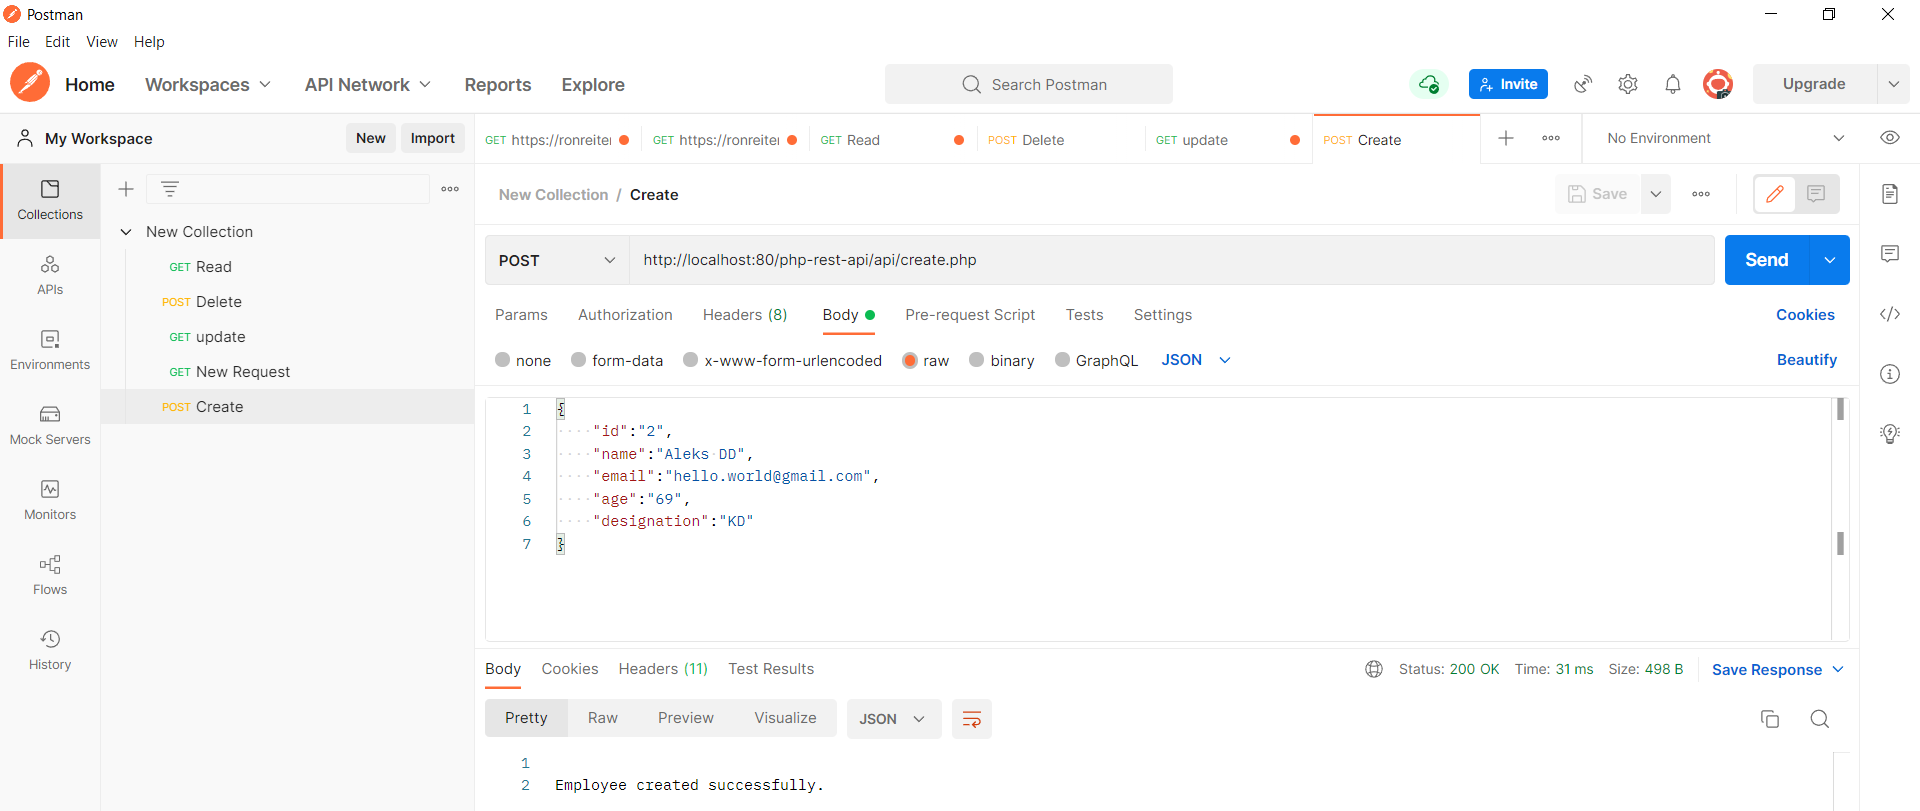 Postman
File Edit View Help
Home Workspaces API Network Reports Explore Search Postman Invite Upgrade
My Workspace New Import
GET https://ronreiter GET https://ronreiter GET Read POST Delete GET update POST Create No Environment
New Collection / Create Save
Collections
APIs
Environments
Mock Servers
Monitors
Flows
History
New Collection
GET Read
POST Delete
GET update
GET New Request
POST Create
POST http://localhost:80/php-rest-api/api/create.php Send
Params Authorization Headers (8) Body Pre-request Script Tests Settings Cookies
none form-data x-www-form-urlencoded raw binary GraphQL JSON Beautify
1 {
2 "id":"2",
3 "name":"Aleks DD",
4 "email":"hello.world@gmail.com",
5 "age":"69",
6 "designation":"KD"
7 }
Body Cookies Headers (11) Test Results Status: 200 OK Time: 31 ms Size: 498 B Save Response
Pretty Raw Preview Visualize JSON
1
2 Employee created successfully.